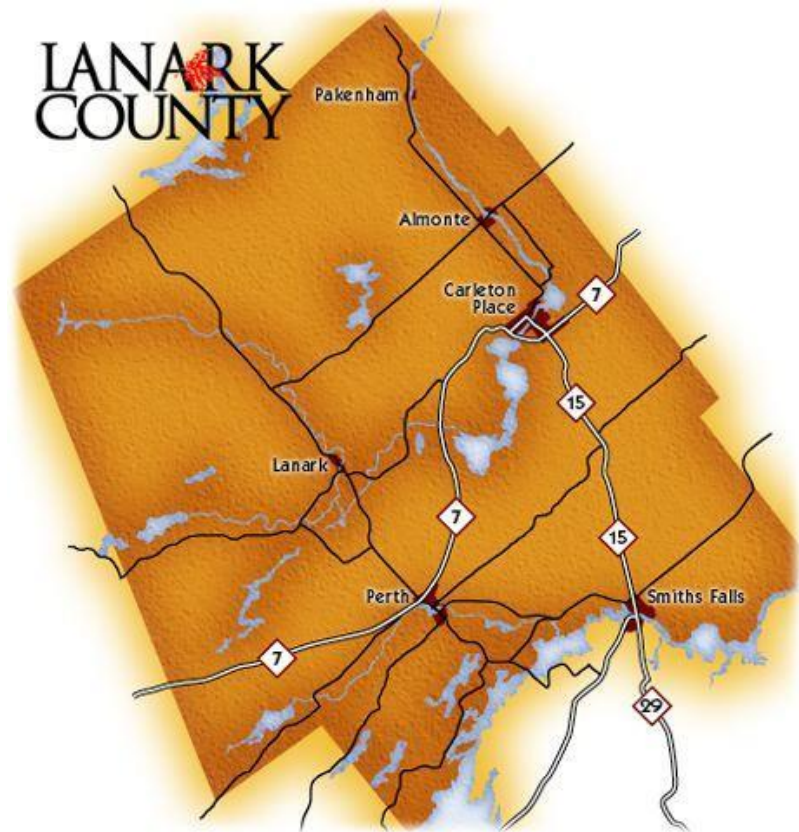 LANARK
COUNTY
Pakenham
Almonte
Carleton
Place
7
15
Lanark
7
15
Perth
Smiths Falls
7
29